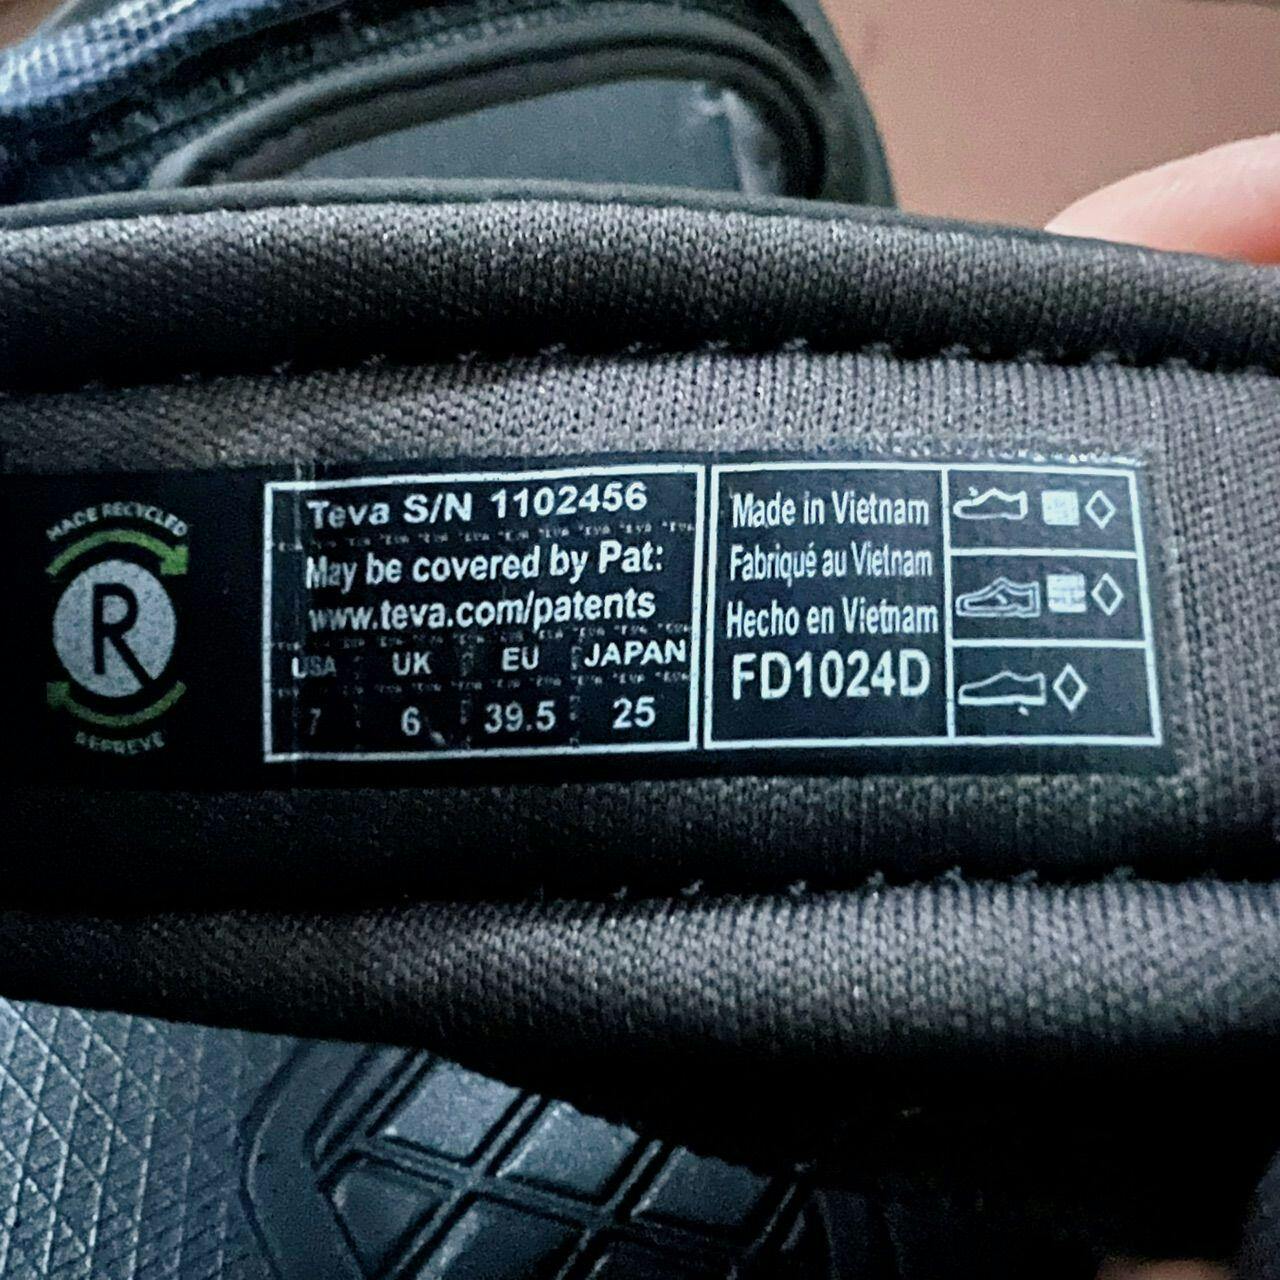 MADE RECYCLED
R
REPREVE
Teva S/N 1102456
May be covered by Pat:
www.teva.com/patents
USA UK EU JAPAN
7 6 39.5 25
Made in Vietnam
Fabriqué au Vietnam
Hecho en Vietnam
FD1024D